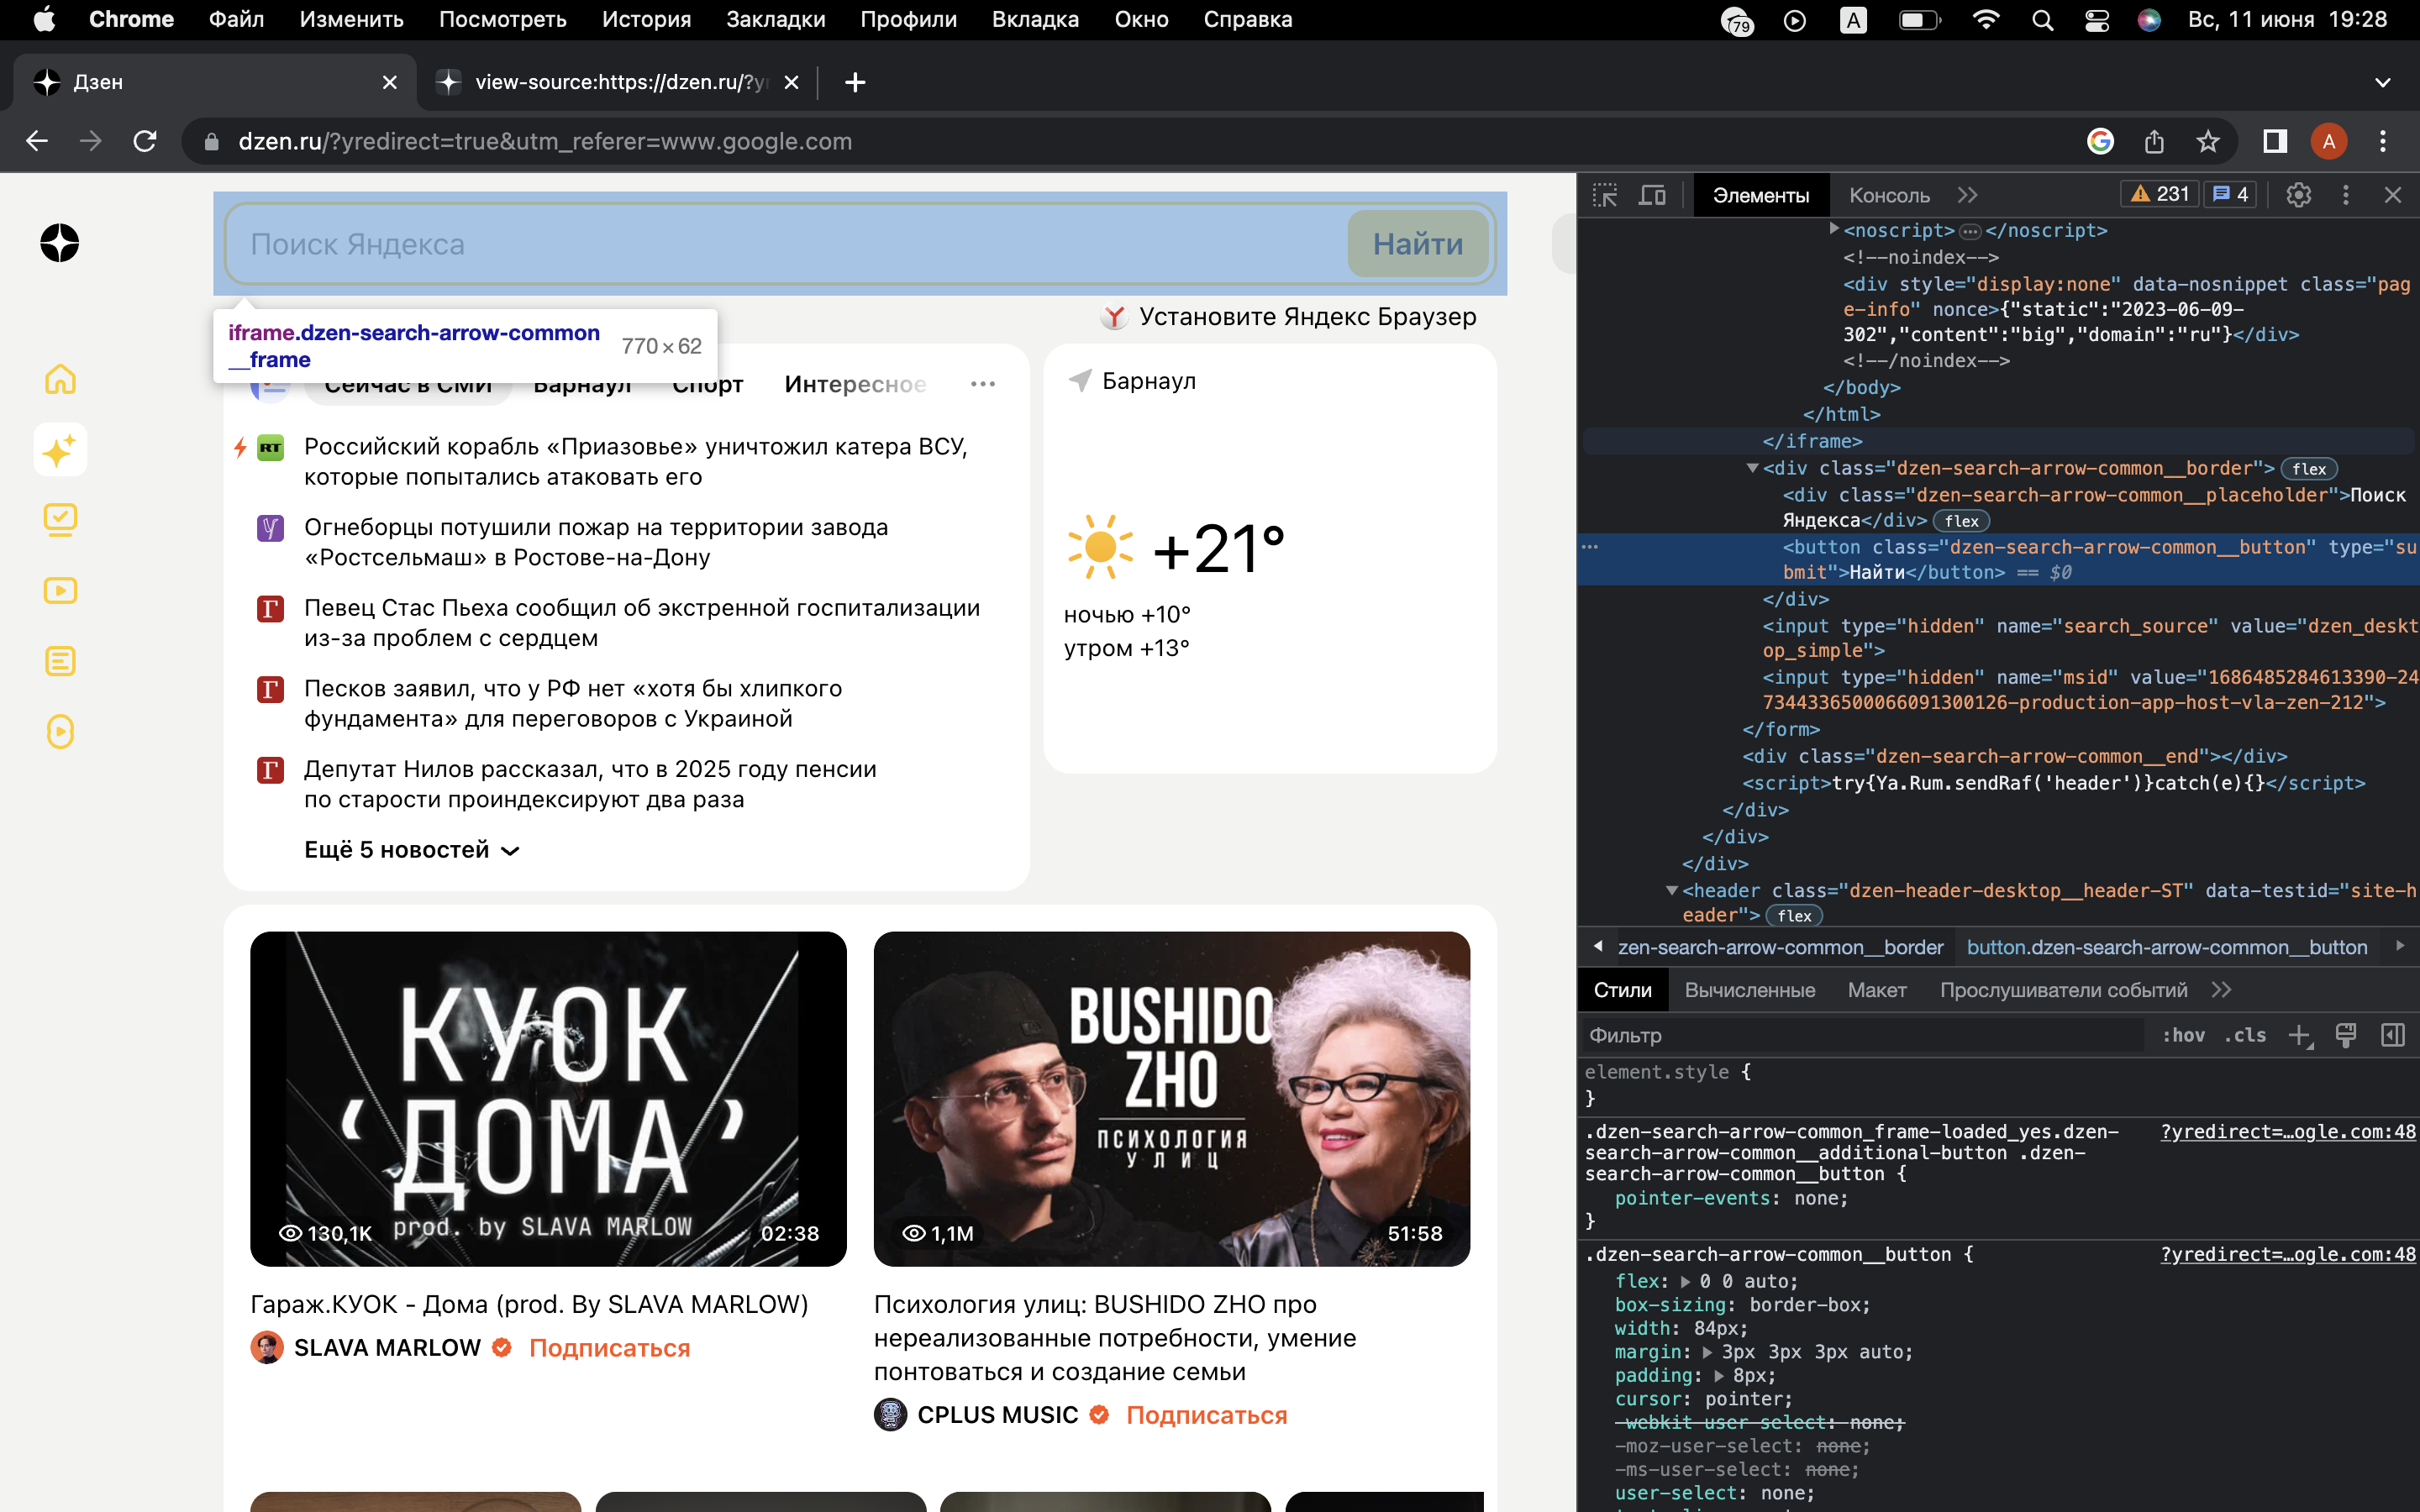 Chrome Файл Изменить Посмотреть История Закладки Профили Вкладка Окно Справка 79 A Вс, 11 июня 19:28
Дзен view-source:https://dzen.ru/?y
dzen.ru/?yredirect=true&utm_referer=www.google.com A
Поиск Яндекса Найти
Установите Яндекс Браузер
iframe.dzen-search-arrow-common
__frame 770×62
Сейчас в СМИ Барнаул Спорт Интересное
RT Российский корабль «Приазовье» уничтожил катера ВСУ,
которые попытались атаковать его
Огнеборцы потушили пожар на территории завода
«Ростсельмаш» в Ростове-на-Дону
Г Певец Стас Пьеха сообщил об экстренной госпитализации
из-за проблем с сердцем
Г Песков заявил, что у РФ нет «хотя бы хлипкого
фундамента» для переговоров с Украиной
Г Депутат Нилов рассказал, что в 2025 году пенсии
по старости проиндексируют два раза
Ещё 5 новостей
Барнаул
+21°
ночью +10°
утром +13°
КУОК
‘ДОМА’
prod. by SLAVA MARLOW
130,1K 02:38
Гараж.КУОК - Дома (prod. By SLAVA MARLOW)
SLAVA MARLOW Подписаться
BUSHIDO
ZHO
ПСИХОЛОГИЯ
УЛИЦ
1,1M 51:58
Психология улиц: BUSHIDO ZHO про
нереализованные потребности, умение
понтоваться и создание семьи
CPLUS MUSIC Подписаться
Элементы Консоль 231 4
<noscript>…</noscript>
<!--noindex-->
<div style="display:none" data-nosnippet class="pag
e-info" nonce>{"static":"2023-06-09-
302","content":"big","domain":"ru"}</div>
<!--/noindex-->
</body>
</html>
</iframe>
<div class="dzen-search-arrow-common__border"> flex
<div class="dzen-search-arrow-common__placeholder">Поиск
Яндекса</div> flex
<button class="dzen-search-arrow-common__button" type="su
bmit">Найти</button> == $0
</div>
<input type="hidden" name="search_source" value="dzen_deskt
op_simple">
<input type="hidden" name="msid" value="1686485284613390-24
7344336500066091300126-production-app-host-vla-zen-212">
</form>
<div class="dzen-search-arrow-common__end"></div>
<script>try{Ya.Rum.sendRaf('header')}catch(e){}</script>
</div>
</div>
</div>
<header class="dzen-header-desktop__header-ST" data-testid="site-h
eader"> flex
zen-search-arrow-common__border button.dzen-search-arrow-common__button
Стили Вычисленные Макет Прослушиватели событий
Фильтр :hov .cls
element.style {
}
.dzen-search-arrow-common_frame-loaded_yes.dzen- ?yredirect=…ogle.com:48
search-arrow-common__additional-button .dzen-
search-arrow-common__button {
pointer-events: none;
}
.dzen-search-arrow-common__button { ?yredirect=…ogle.com:48
flex: 0 0 auto;
box-sizing: border-box;
width: 84px;
margin: 3px 3px 3px auto;
padding: 8px;
cursor: pointer;
-webkit-user-select: none;
-moz-user-select: none;
-ms-user-select: none;
user-select: none;